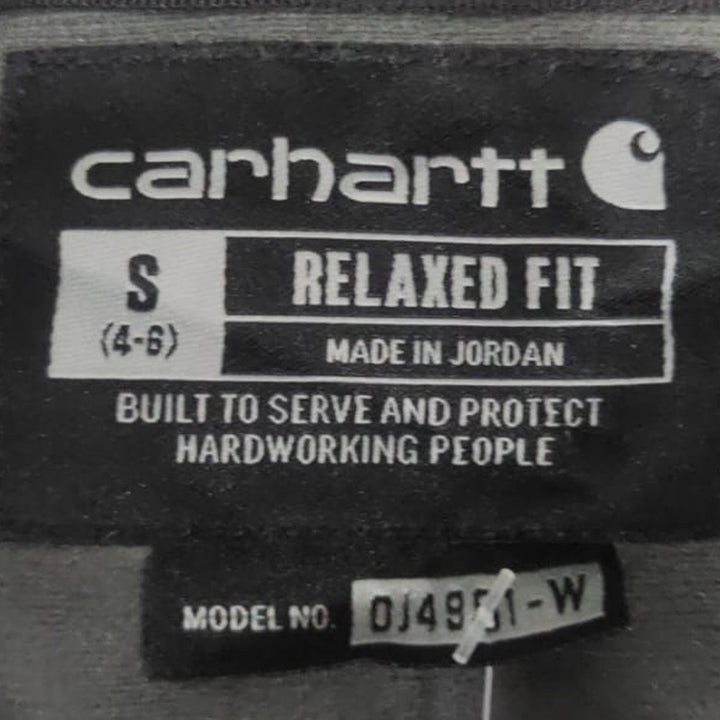 carhartt
S
(4-6)
RELAXED FIT
MADE IN JORDAN
BUILT TO SERVE AND PROTECT
HARDWORKING PEOPLE
MODEL NO.